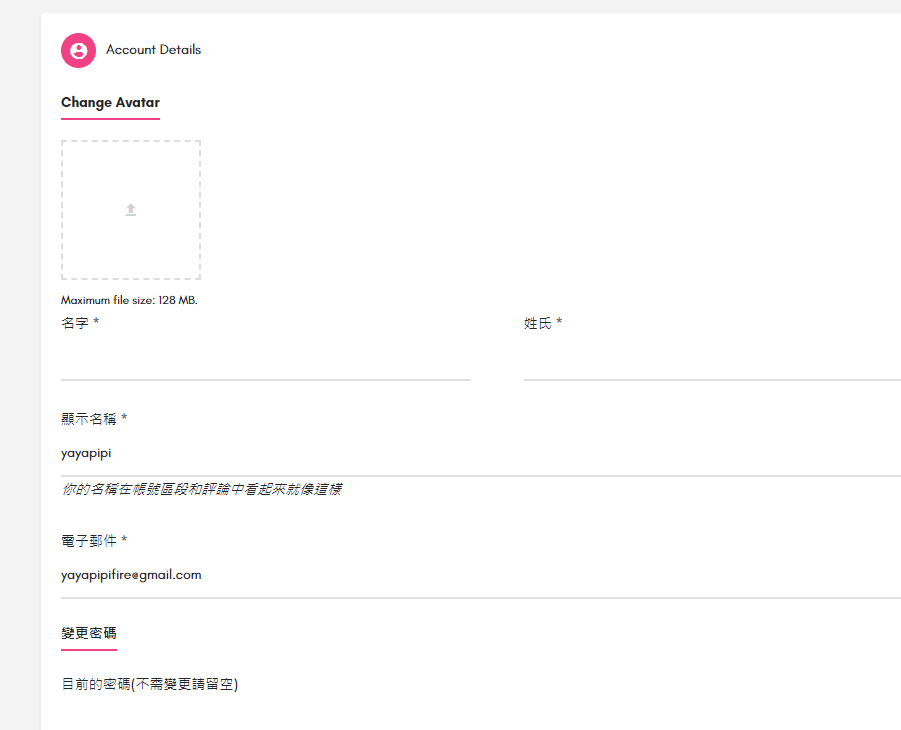 Account Details
Change Avatar
Maximum file size: 128 MB.
名字 *
姓氏 *
顯示名稱 *
yayapipi
你的名稱在帳號區段和評論中看起來就像這樣
電子郵件 *
yayapipifire@gmail.com
變更密碼
目前的密碼(不需變更請留空)